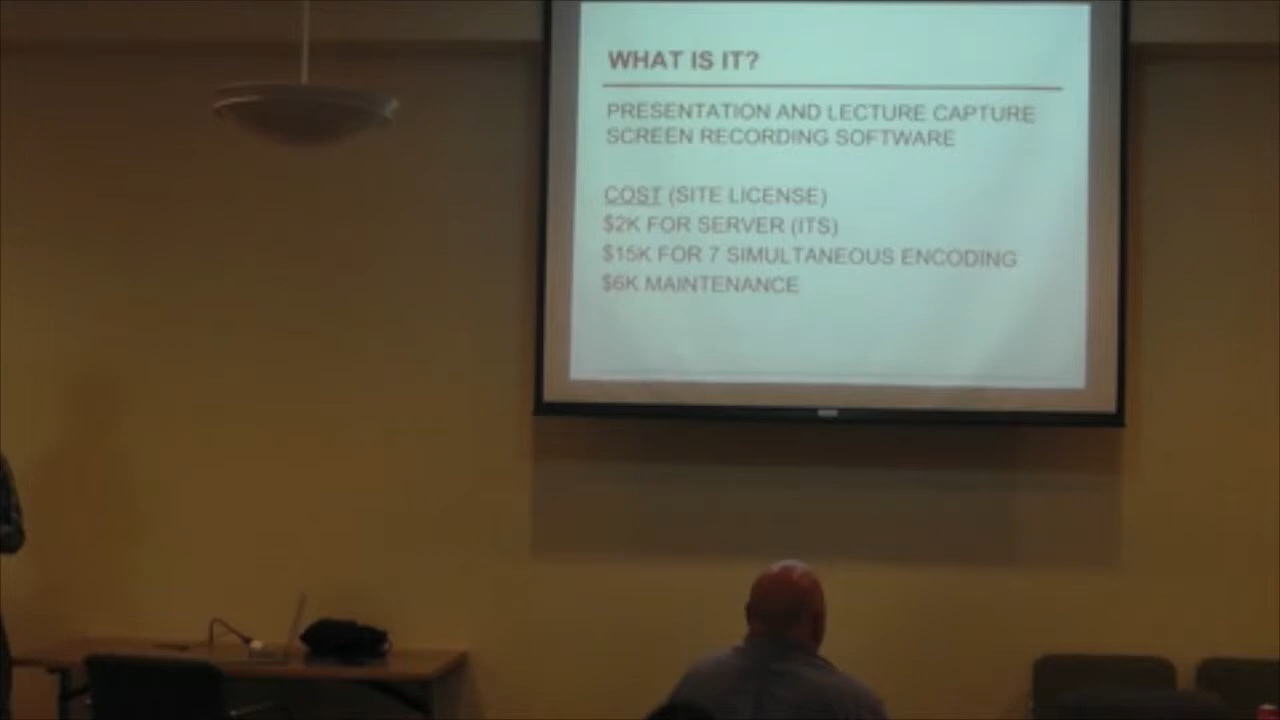 WHAT IS IT?
PRESENTATION AND LECTURE CAPTURE
SCREEN RECORDING SOFTWARE
COST (SITE LICENSE)
$2K FOR SERVER (ITS)
$15K FOR 7 SIMULTANEOUS ENCODING
$6K MAINTENANCE